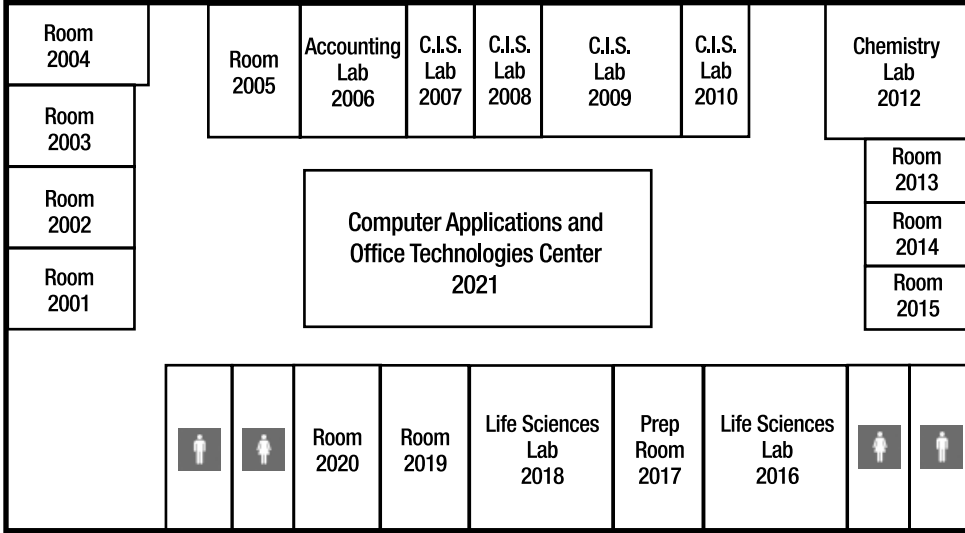 Room
2004
Room
2003
Room
2002
Room
2001
Room
2005
Accounting
Lab
2006
C.I.S.
Lab
2007
C.I.S.
Lab
2008
C.I.S.
Lab
2009
C.I.S.
Lab
2010
Chemistry
Lab
2012
Room
2013
Room
2014
Room
2015
Computer Applications and
Office Technologies Center
2021
Room
2020
Room
2019
Life Sciences
Lab
2018
Prep
Room
2017
Life Sciences
Lab
2016